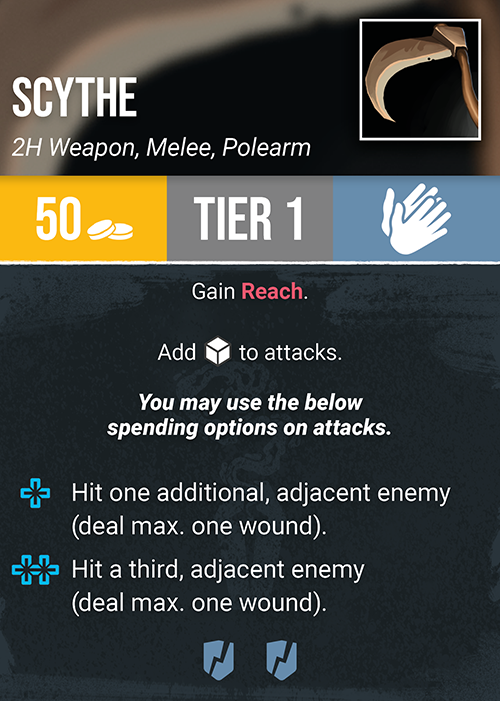 SCYTHE
2H Weapon, Melee, Polearm
50
TIER 1
Gain Reach.
Add to attacks.
You may use the below
spending options on attacks.
Hit one additional, adjacent enemy
(deal max. one wound).
Hit a third, adjacent enemy
(deal max. one wound).